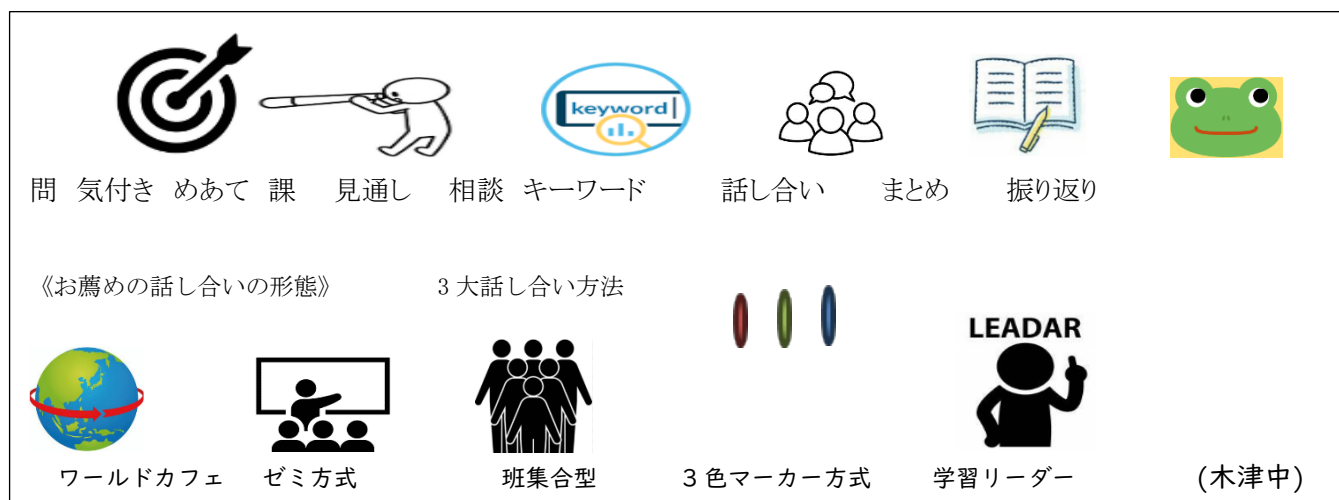 keyword
問 気付き めあて 課 見通し 相談 キーワード 話し合い まとめ 振り返り
《お薦めの話し合いの形態》 3大話し合い方法
LEADAR
ワールドカフェ ゼミ方式 班集合型 3色マーカー方式 学習リーダー (木津中)